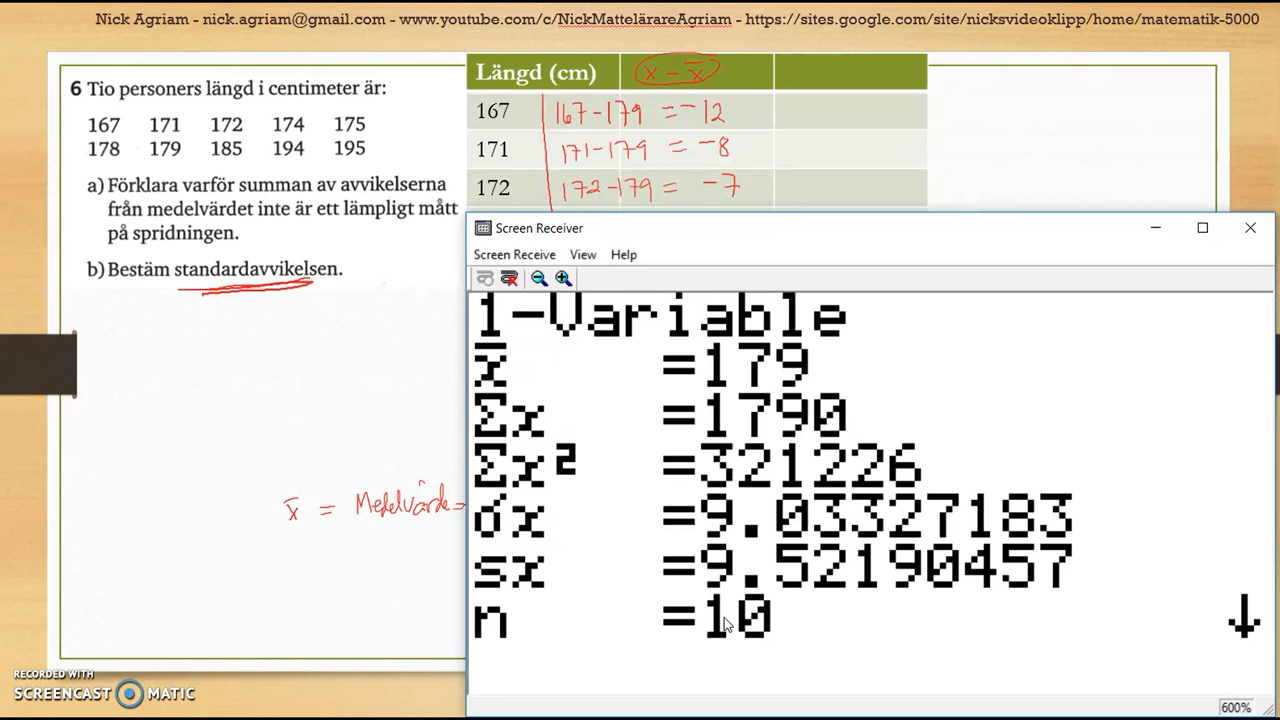 Nick Agriam - nick.agriam@gmail.com - www.youtube.com/c/NickMattelärareAgriam - https://sites.google.com/site/nicksvideoklipp/home/matematik-5000
6 Tio personers längd i centimeter är:
167 171 172 174 175
178 179 185 194 195
a) Förklara varför summan av avvikelserna
från medelvärdet inte är ett lämpligt mått
på spridningen.
b) Bestäm standardavvikelsen.
x̄ = Medelvärde =
Längd (cm) x - x̄
167 167-179 = -12
171 171-179 = -8
172 172-179 = -7
Screen Receiver
Screen Receive View Help
1-Variable
x̄ =179
Σx =1790
Σx² =321226
σx =9.03327183
sx =9.52190457
n =10 ↓
600%
RECORDED WITH
SCREENCAST MATIC